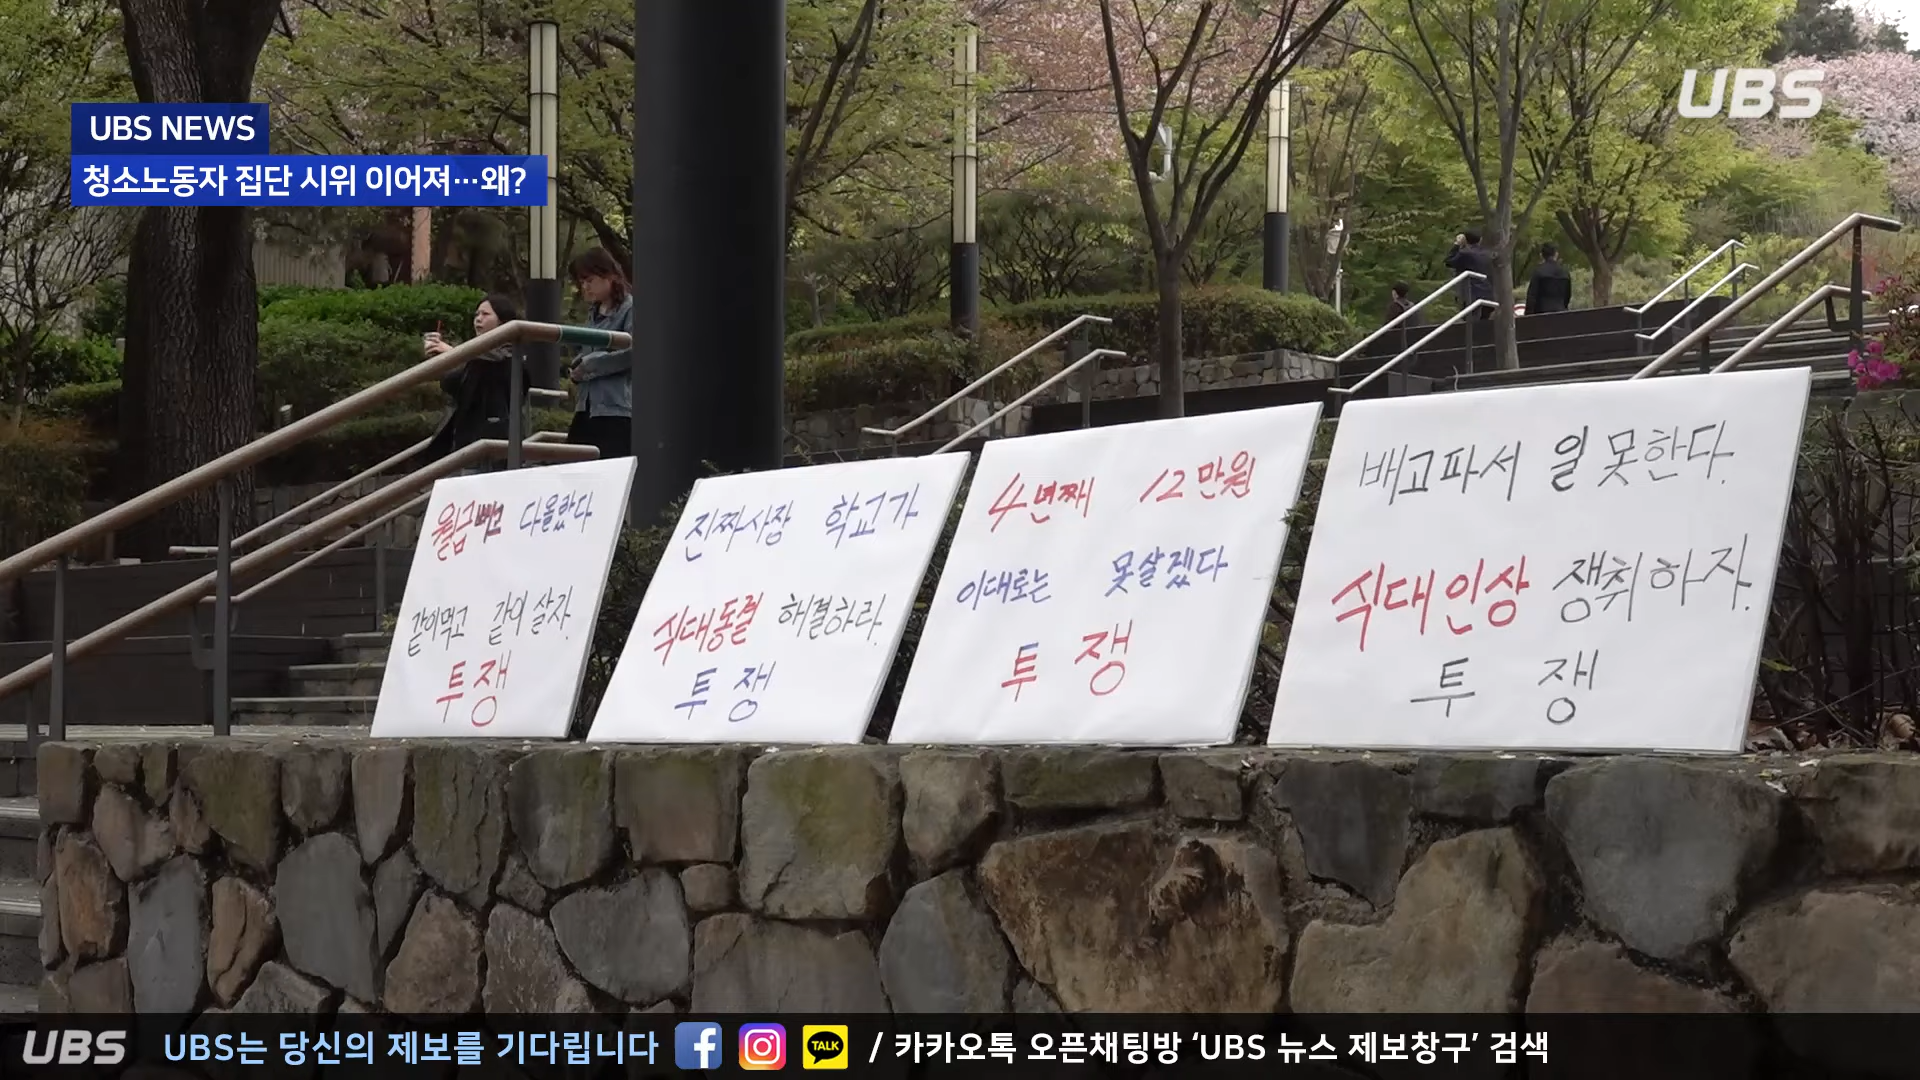 UBS NEWS
청소노동자 집단 시위 이어져…왜?
UBS
월급빼고 다올랐다
같이먹고 같이 살자.
투쟁
진짜사장 학교가
식대동결 해결하라.
투쟁
4년째 12만원
이대로는 못살겠다
투쟁
배고파서 일 못한다.
식대인상 쟁취하자.
투쟁
UBS UBS는 당신의 제보를 기다립니다 TALK / 카카오톡 오픈채팅방 ‘UBS 뉴스 제보창구’ 검색